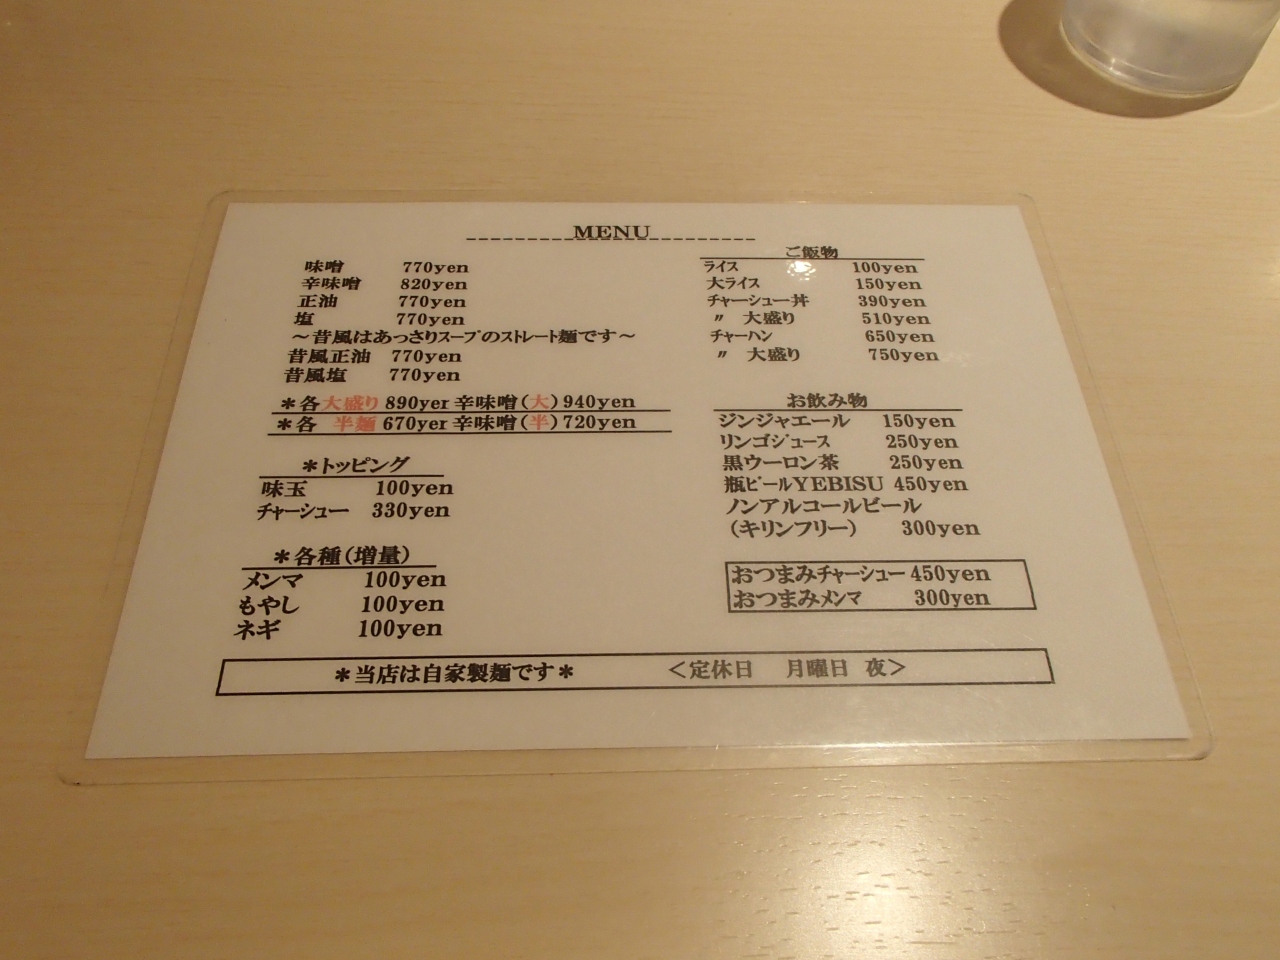 MENU
味噌 770yen
辛味噌 820yen
正油 770yen
塩 770yen
～昔風はあっさりスープのストレート麺です～
昔風正油 770yen
昔風塩 770yen
＊各大盛り 890yer 辛味噌(大)940yen
＊各 半麺 670yer 辛味噌(半)720yen
＊トッピング
味玉 100yen
チャーシュー 330yen
＊各種(増量)
メンマ 100yen
もやし 100yen
ネギ 100yen
ご飯物
ライス 100yen
大ライス 150yen
チャーシュー丼 390yen
〃 大盛り 510yen
チャーハン 650yen
〃 大盛り 750yen
お飲み物
ジンジャエール 150yen
リンゴジュース 250yen
黒ウーロン茶 250yen
瓶ビールYEBISU 450yen
ノンアルコールビール
(キリンフリー) 300yen
おつまみチャーシュー 450yen
おつまみメンマ 300yen
＊当店は自家製麺です＊ ＜定休日 月曜日 夜＞